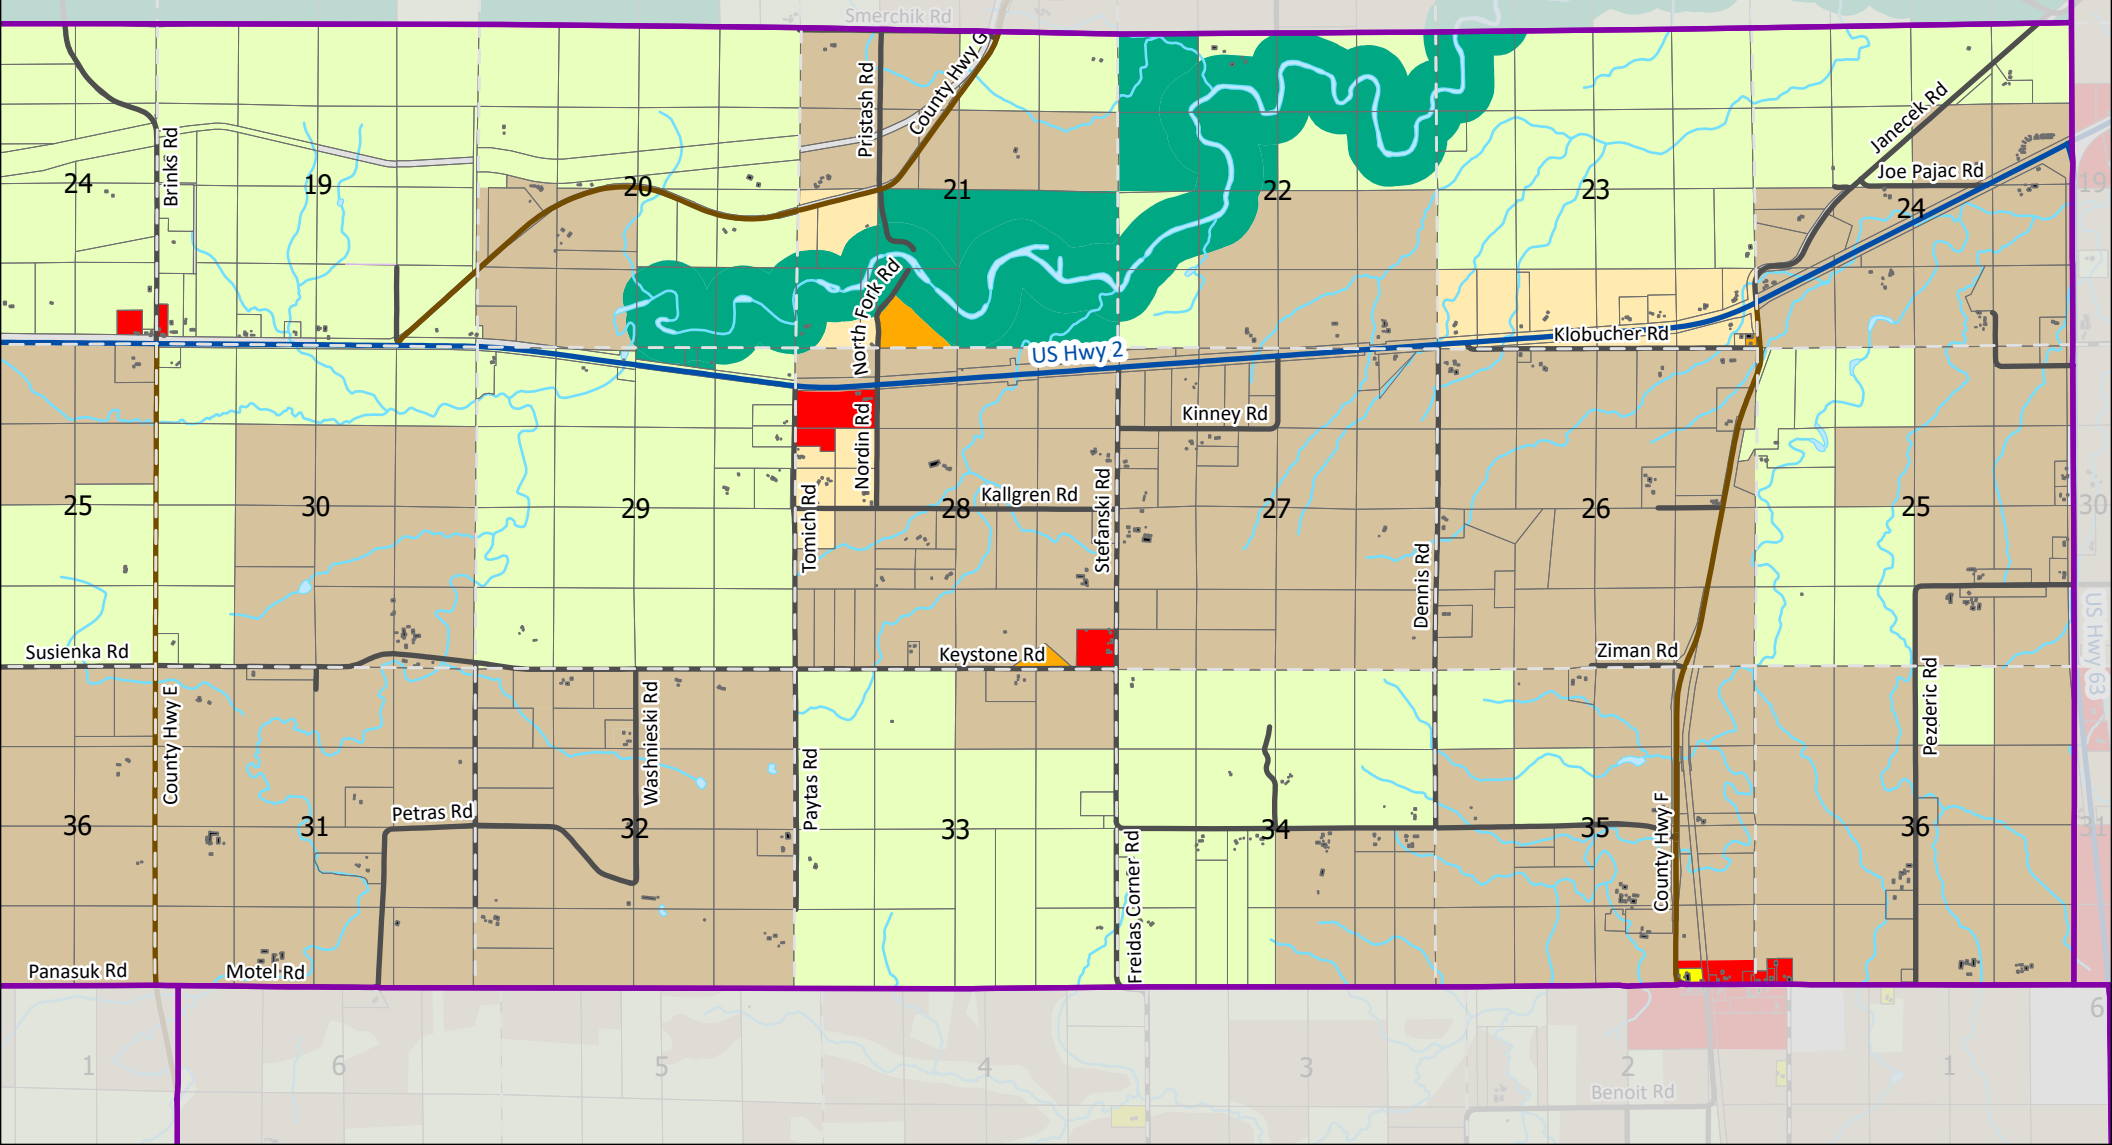 Smerchik Rd
Pristash Rd
County Hwy G
Janecek Rd
Brinks Rd
Joe Pajac Rd
24
19
20
21
22
23
24
19
North Fork Rd
US Hwy 2
Klobucher Rd
Kinney Rd
Nordin Rd
Kallgren Rd
Stefanski Rd
Tomich Rd
Dennis Rd
25
30
29
28
27
26
25
30
US Hwy 63
Susienka Rd
Keystone Rd
Ziman Rd
Pezderic Rd
County Hwy E
Washnieski Rd
Paytas Rd
Petras Rd
County Hwy F
36
31
32
33
34
35
36
31
Freidas Corner Rd
Panasuk Rd
Motel Rd
6
1
6
5
4
3
2
1
Benoit Rd